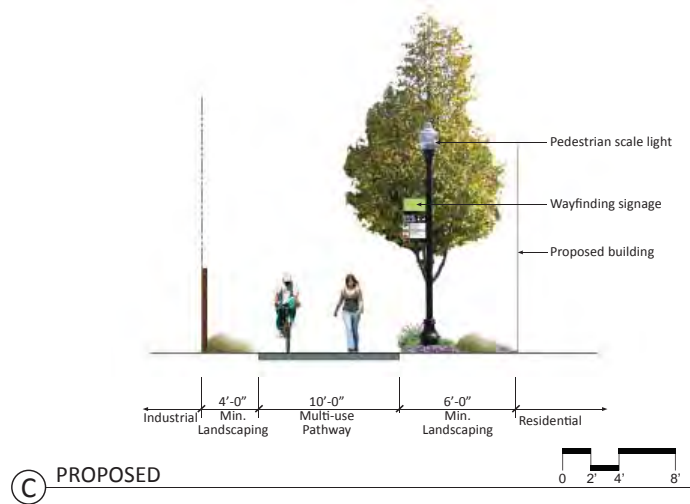 Pedestrian scale light
Wayfinding signage
Proposed building
Industrial
4'-0"
Min.
Landscaping
10'-0"
Multi-use
Pathway
6'-0"
Min.
Landscaping
Residential
C PROPOSED
0 2' 4' 8'